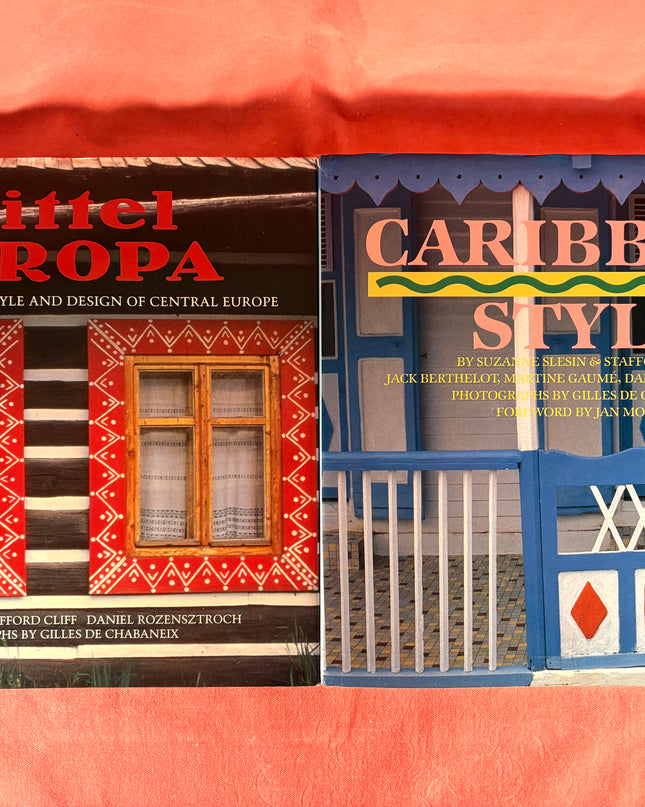 ittel
ROPA
YLE AND DESIGN OF CENTRAL EUROPE
FFORD CLIFF DANIEL ROZENSZTROCH
HS BY GILLES DE CHABANEIX
CARIBB
STYL
BY SUZANNE SLESIN & STAFFO
JACK BERTHELOT, MARTINE GAUMÉ, DA
PHOTOGRAPHS BY GILLES DE C
FOREWORD BY JAN MO